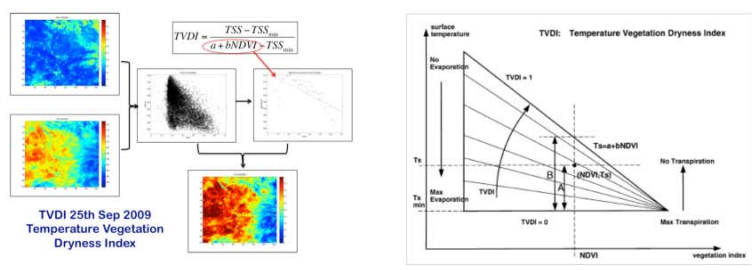 TVDI = TSS − TSSmin
a + bNDVI − TSSmin
TVDI 25th Sep 2009
Temperature Vegetation
Dryness Index
surface
temperature
TVDI: Temperature Vegetation Dryness Index
No
Evaporation
TVDI = 1
Ts=a+bNDVI
Ts
No Transpiration
(NDVI,Ts)
B
A
Max
Evaporation
TVDI
Ts
min
TVDI = 0
Max Transpiration
NDVI
vegetation index